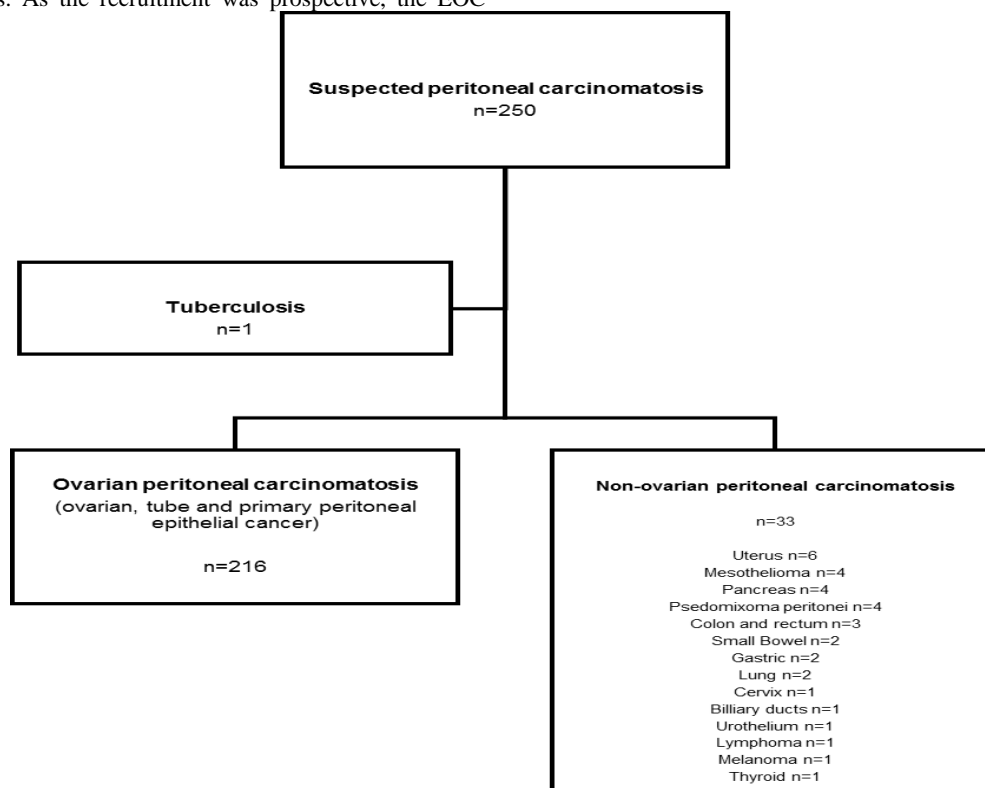 s. As the recruitment was prospective, the EOC
Suspected peritoneal carcinomatosis
n=250
Tuberculosis
n=1
Ovarian peritoneal carcinomatosis
(ovarian, tube and primary peritoneal
epithelial cancer)
n=216
Non-ovarian peritoneal carcinomatosis
n=33
Uterus n=6
Mesothelioma n=4
Pancreas n=4
Psedomixoma peritonei n=4
Colon and rectum n=3
Small Bowel n=2
Gastric n=2
Lung n=2
Cervix n=1
Billiary ducts n=1
Urothelium n=1
Lymphoma n=1
Melanoma n=1
Thyroid n=1